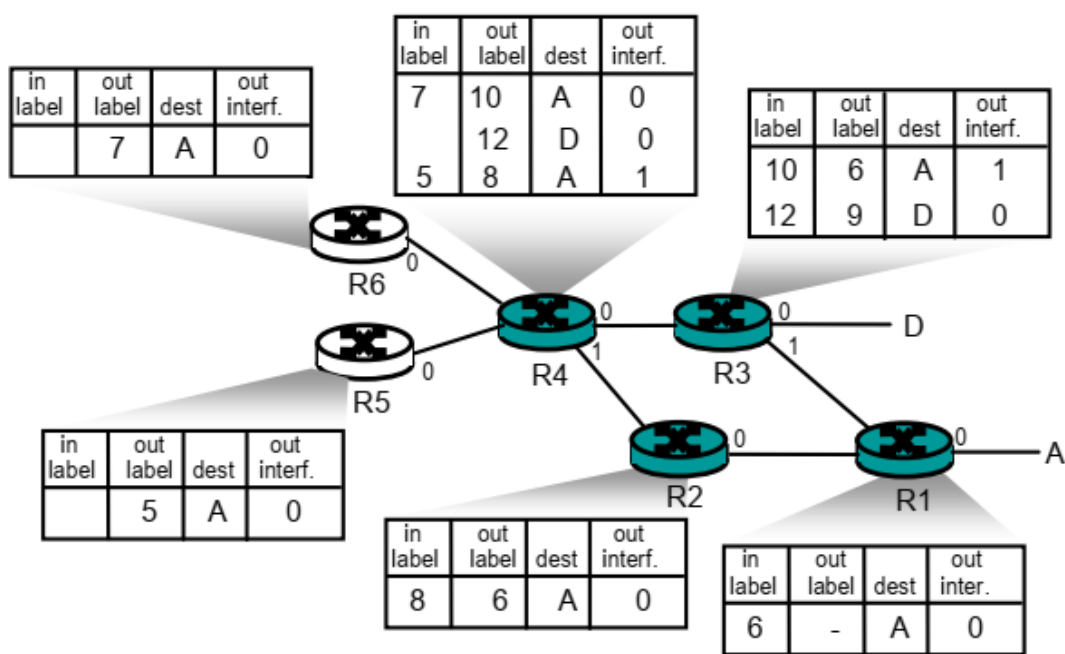 in out out
label label dest interf.
7 10 A 0
12 D 0
5 8 A 1
in out out
label label dest interf.
7 A 0
in out out
label label dest interf.
10 6 A 1
12 9 D 0
R6
0
R5
0
R4
0
1
R3
0
1
D
R2
0
R1
0
A
in out out
label label dest interf.
5 A 0
in out out
label label dest interf.
8 6 A 0
in out out
label label dest inter.
6 - A 0